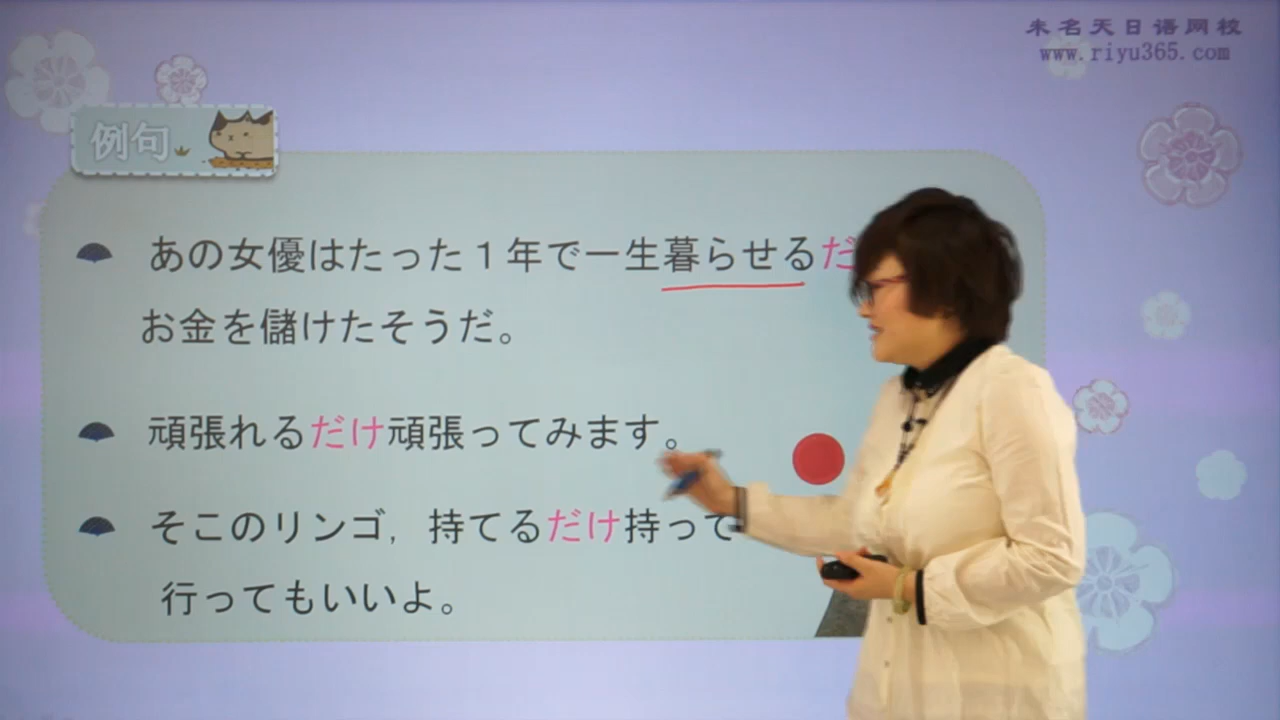 未名天日语网校
www.riyu365.com
例句
あの女優はたった１年で一生暮らせるだ
お金を儲けたそうだ。
頑張れるだけ頑張ってみます。
そこのリンゴ，持てるだけ持って
行ってもいいよ。